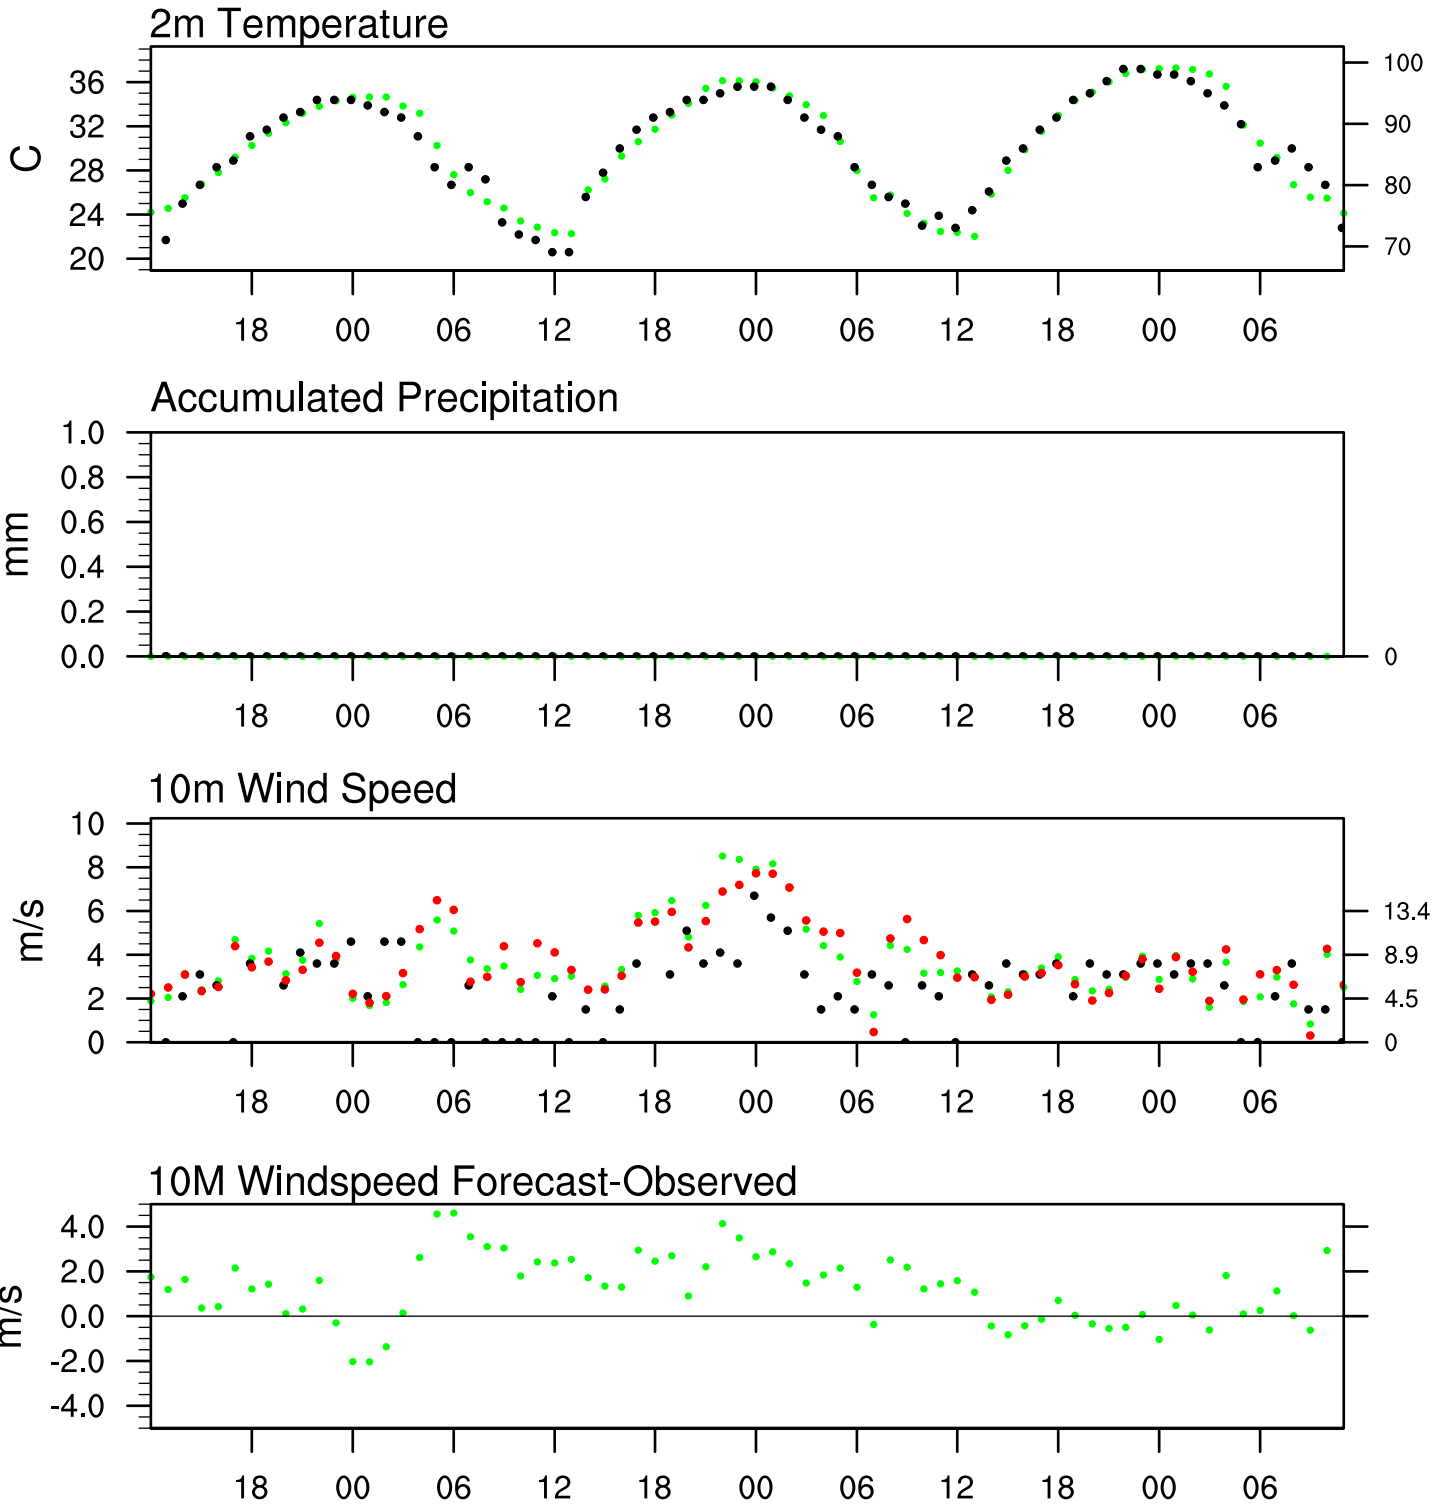 2m Temperature
C
36
32
28
24
20
100
90
80
70
18 00 06 12 18 00 06 12 18 00 06
Accumulated Precipitation
mm
1.0
0.8
0.6
0.4
0.2
0.0
0
18 00 06 12 18 00 06 12 18 00 06
10m Wind Speed
m/s
10
8
6
4
2
0
13.4
8.9
4.5
0
18 00 06 12 18 00 06 12 18 00 06
10M Windspeed Forecast-Observed
m/s
4.0
2.0
0.0
-2.0
-4.0
18 00 06 12 18 00 06 12 18 00 06